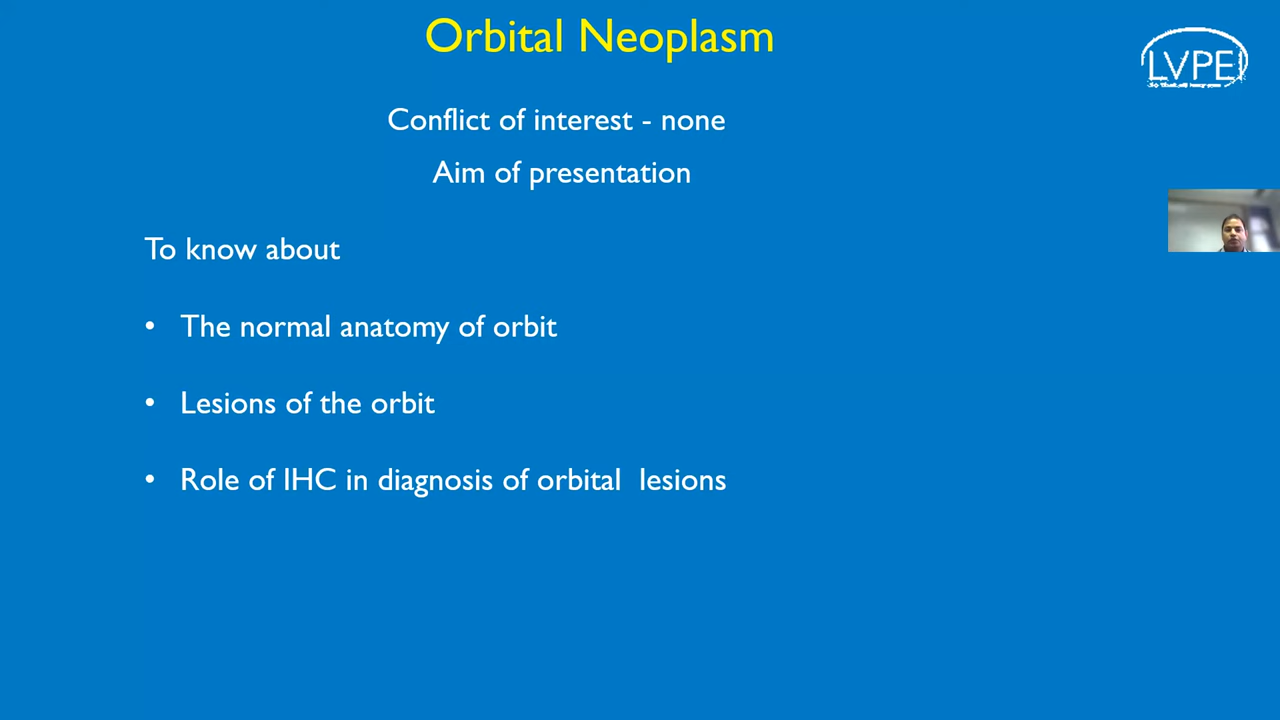 Orbital Neoplasm
LVPEI
Conflict of interest - none
Aim of presentation
To know about
• The normal anatomy of orbit
• Lesions of the orbit
• Role of IHC in diagnosis of orbital lesions